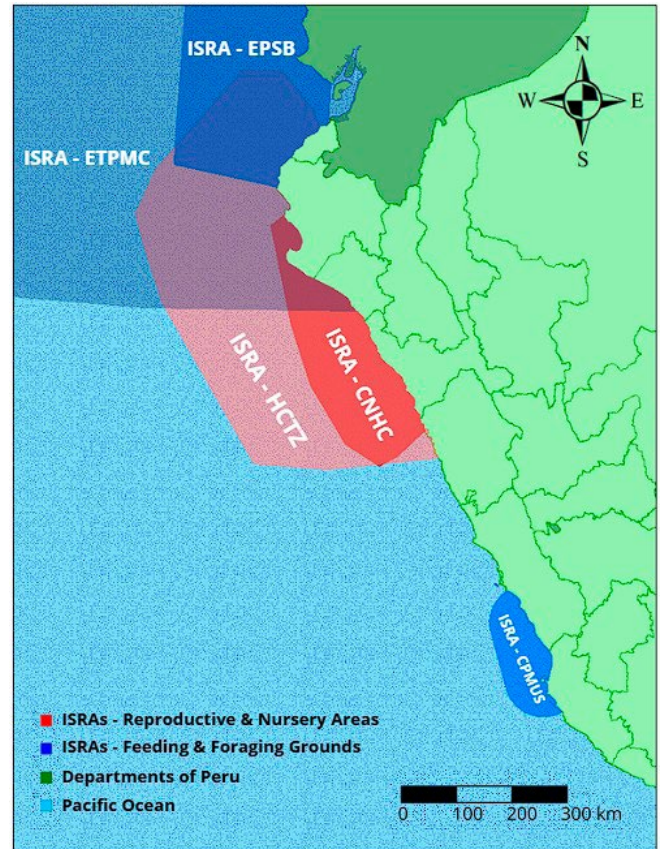 ISRA - EPSB
N
W
E
S
ISRA - ETPMC
ISRA - HCTZ
ISRA - CNHC
ISRA - CPMUS
ISRAs - Reproductive & Nursery Areas
ISRAs - Feeding & Foraging Grounds
Departments of Peru
Pacific Ocean
0 100 200 300 km